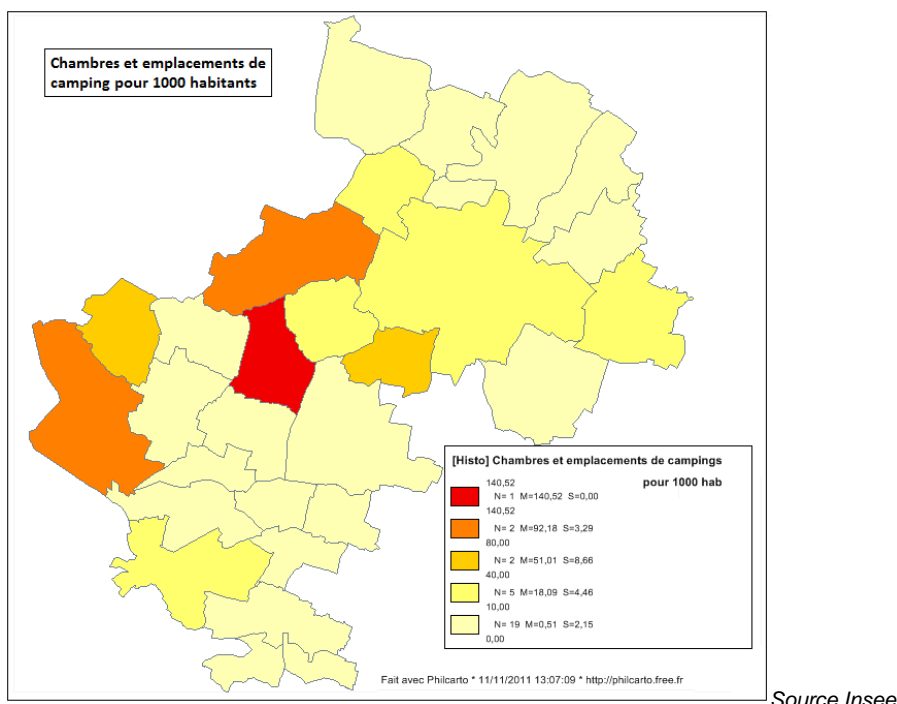 Chambres et emplacements de
camping pour 1000 habitants
[Histo] Chambres et emplacements de campings
pour 1000 hab
140,52
N= 1 M=140,52 S=0,00
140,52
N= 2 M=92,18 S=3,29
80,00
N= 2 M=51,01 S=8,66
40,00
N= 5 M=18,09 S=4,46
10,00
N= 19 M=0,51 S=2,15
0,00
Fait avec Philcarto * 11/11/2011 13:07:09 * http://philcarto.free.fr
Source Insee